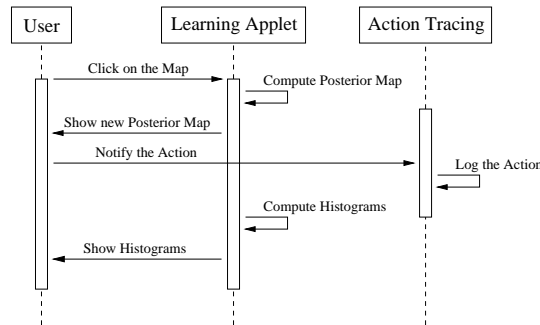 User
Learning Applet
Action Tracing
Click on the Map
Compute Posterior Map
Show new Posterior Map
Notify the Action
Log the Action
Compute Histograms
Show Histograms